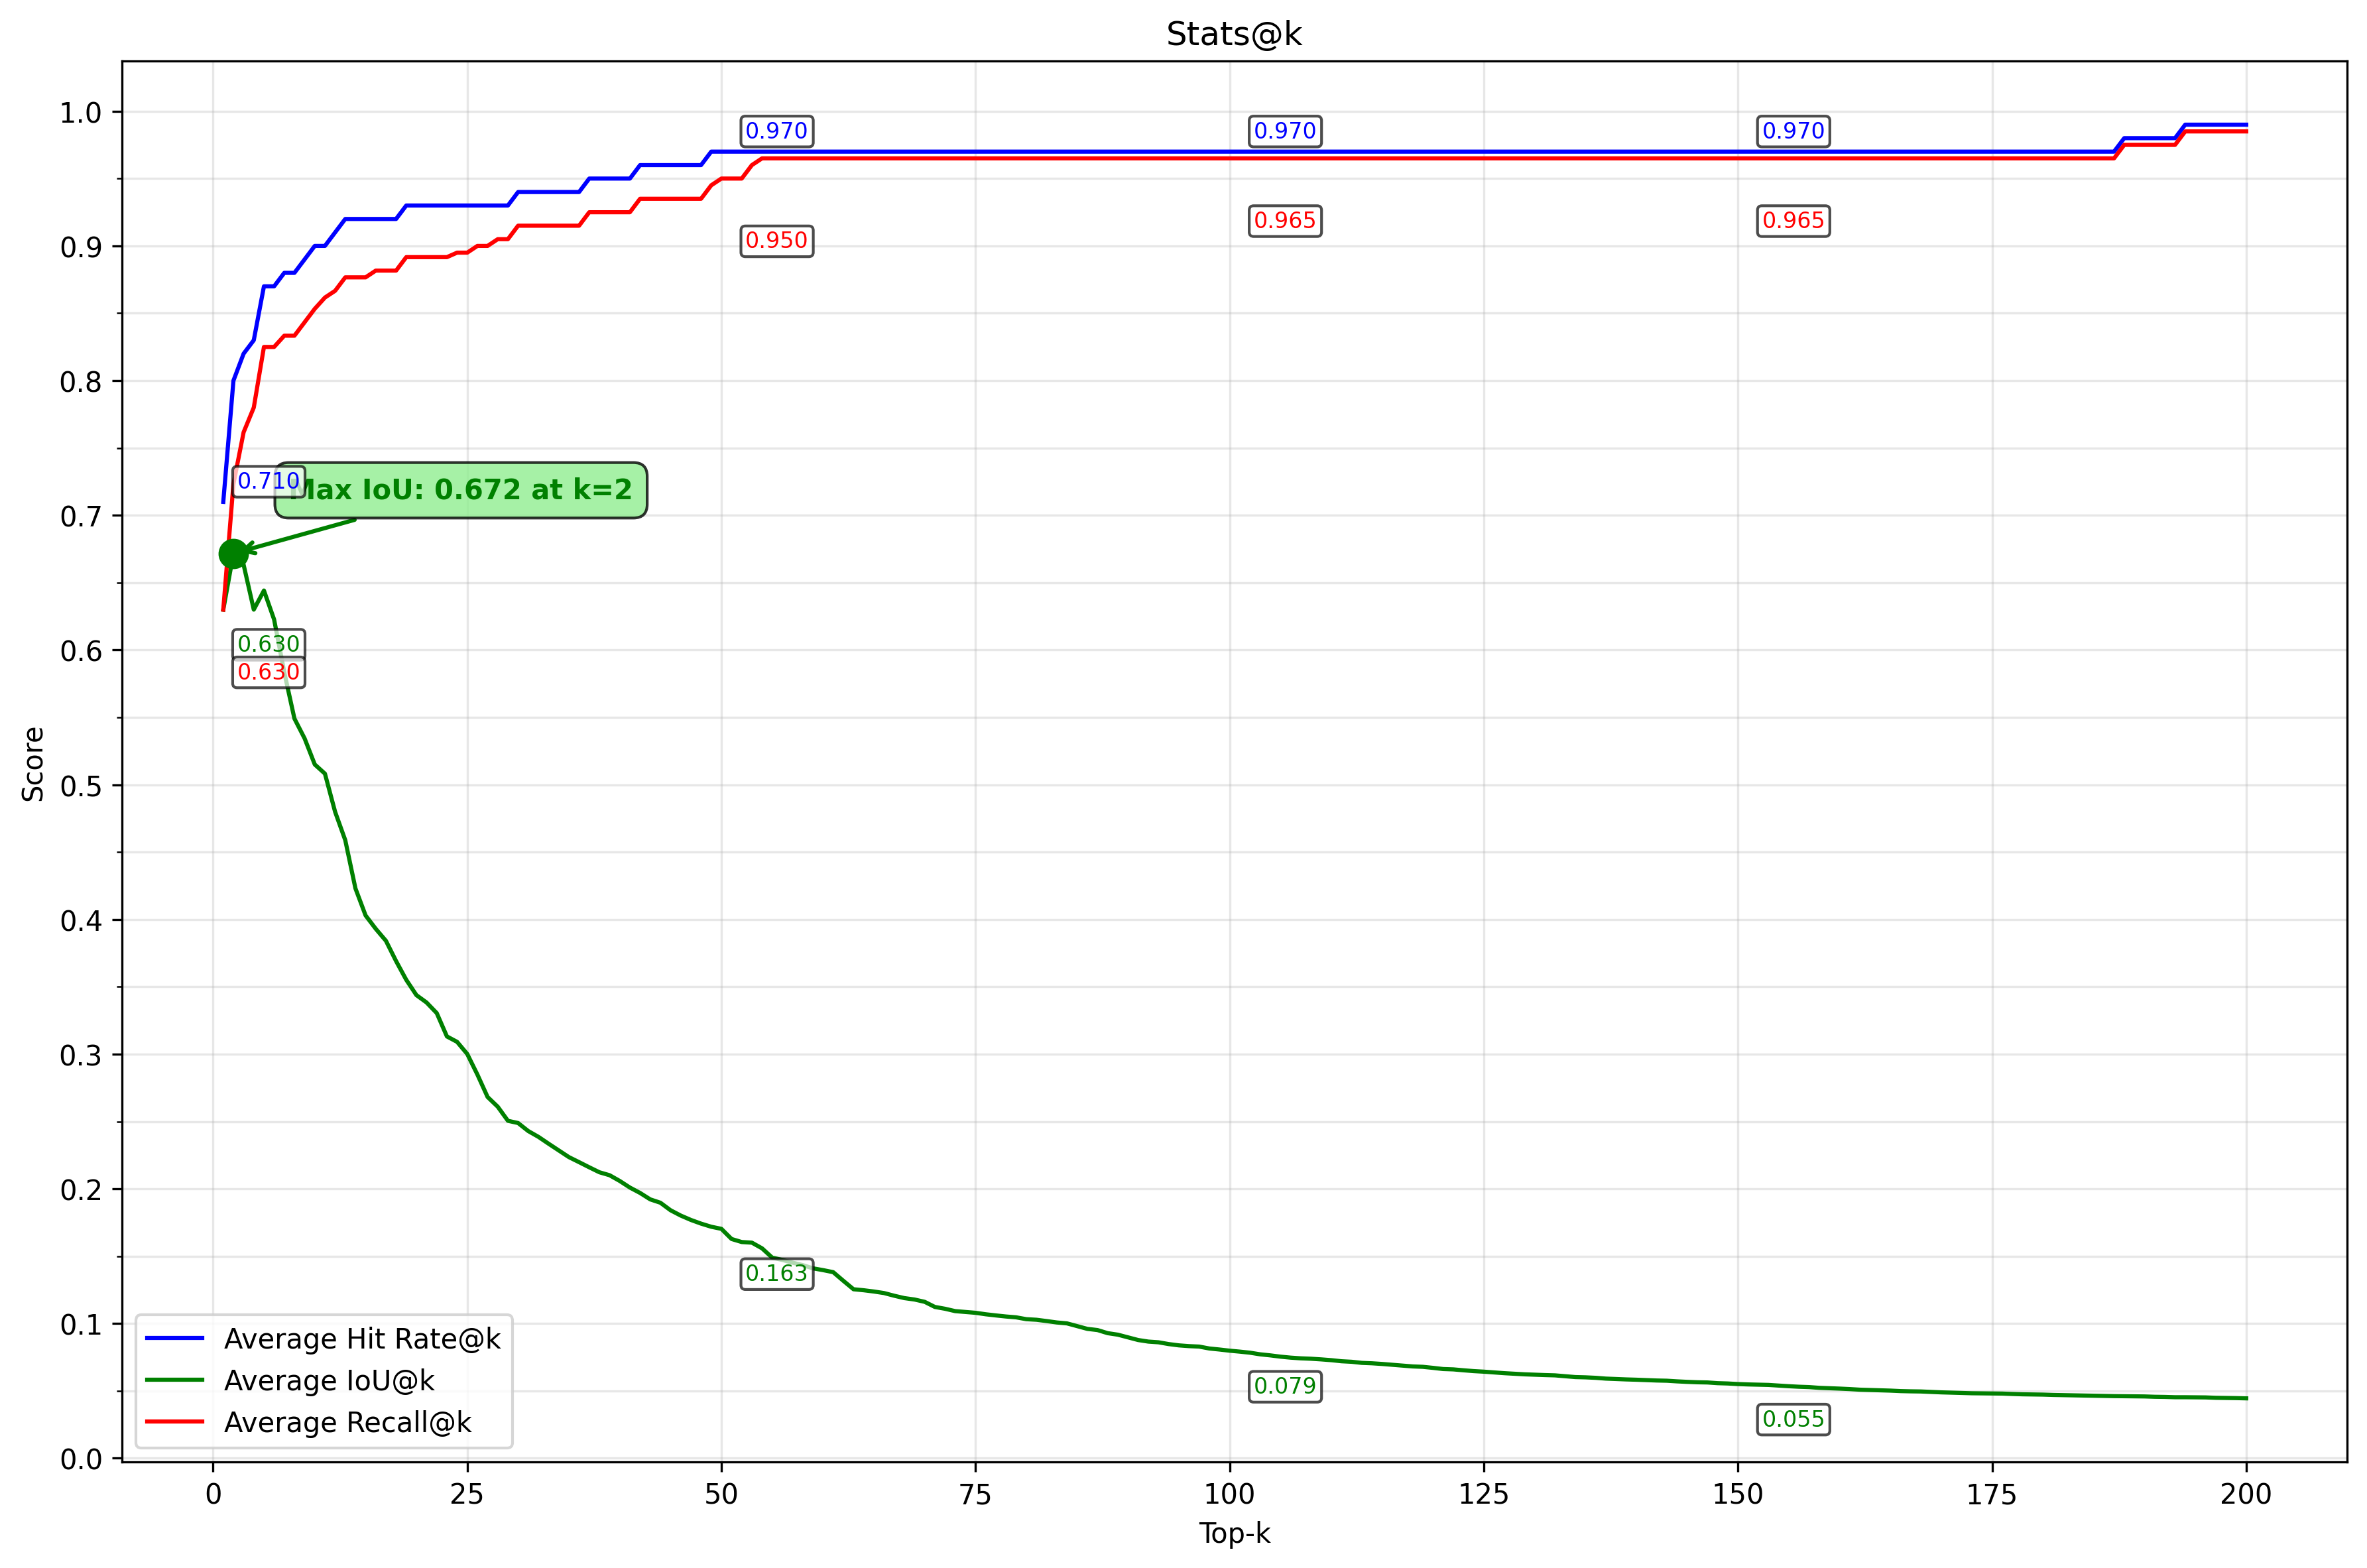 Stats@k
Score
1.0
0.9
0.8
0.7
0.6
0.5
0.4
0.3
0.2
0.1
0.0
0.970
0.970
0.970
0.950
0.965
0.965
0.710
Max IoU: 0.672 at k=2
0.630
0.630
0.163
0.079
0.055
Average Hit Rate@k
Average IoU@k
Average Recall@k
0 25 50 75 100 125 150 175 200
Top-k